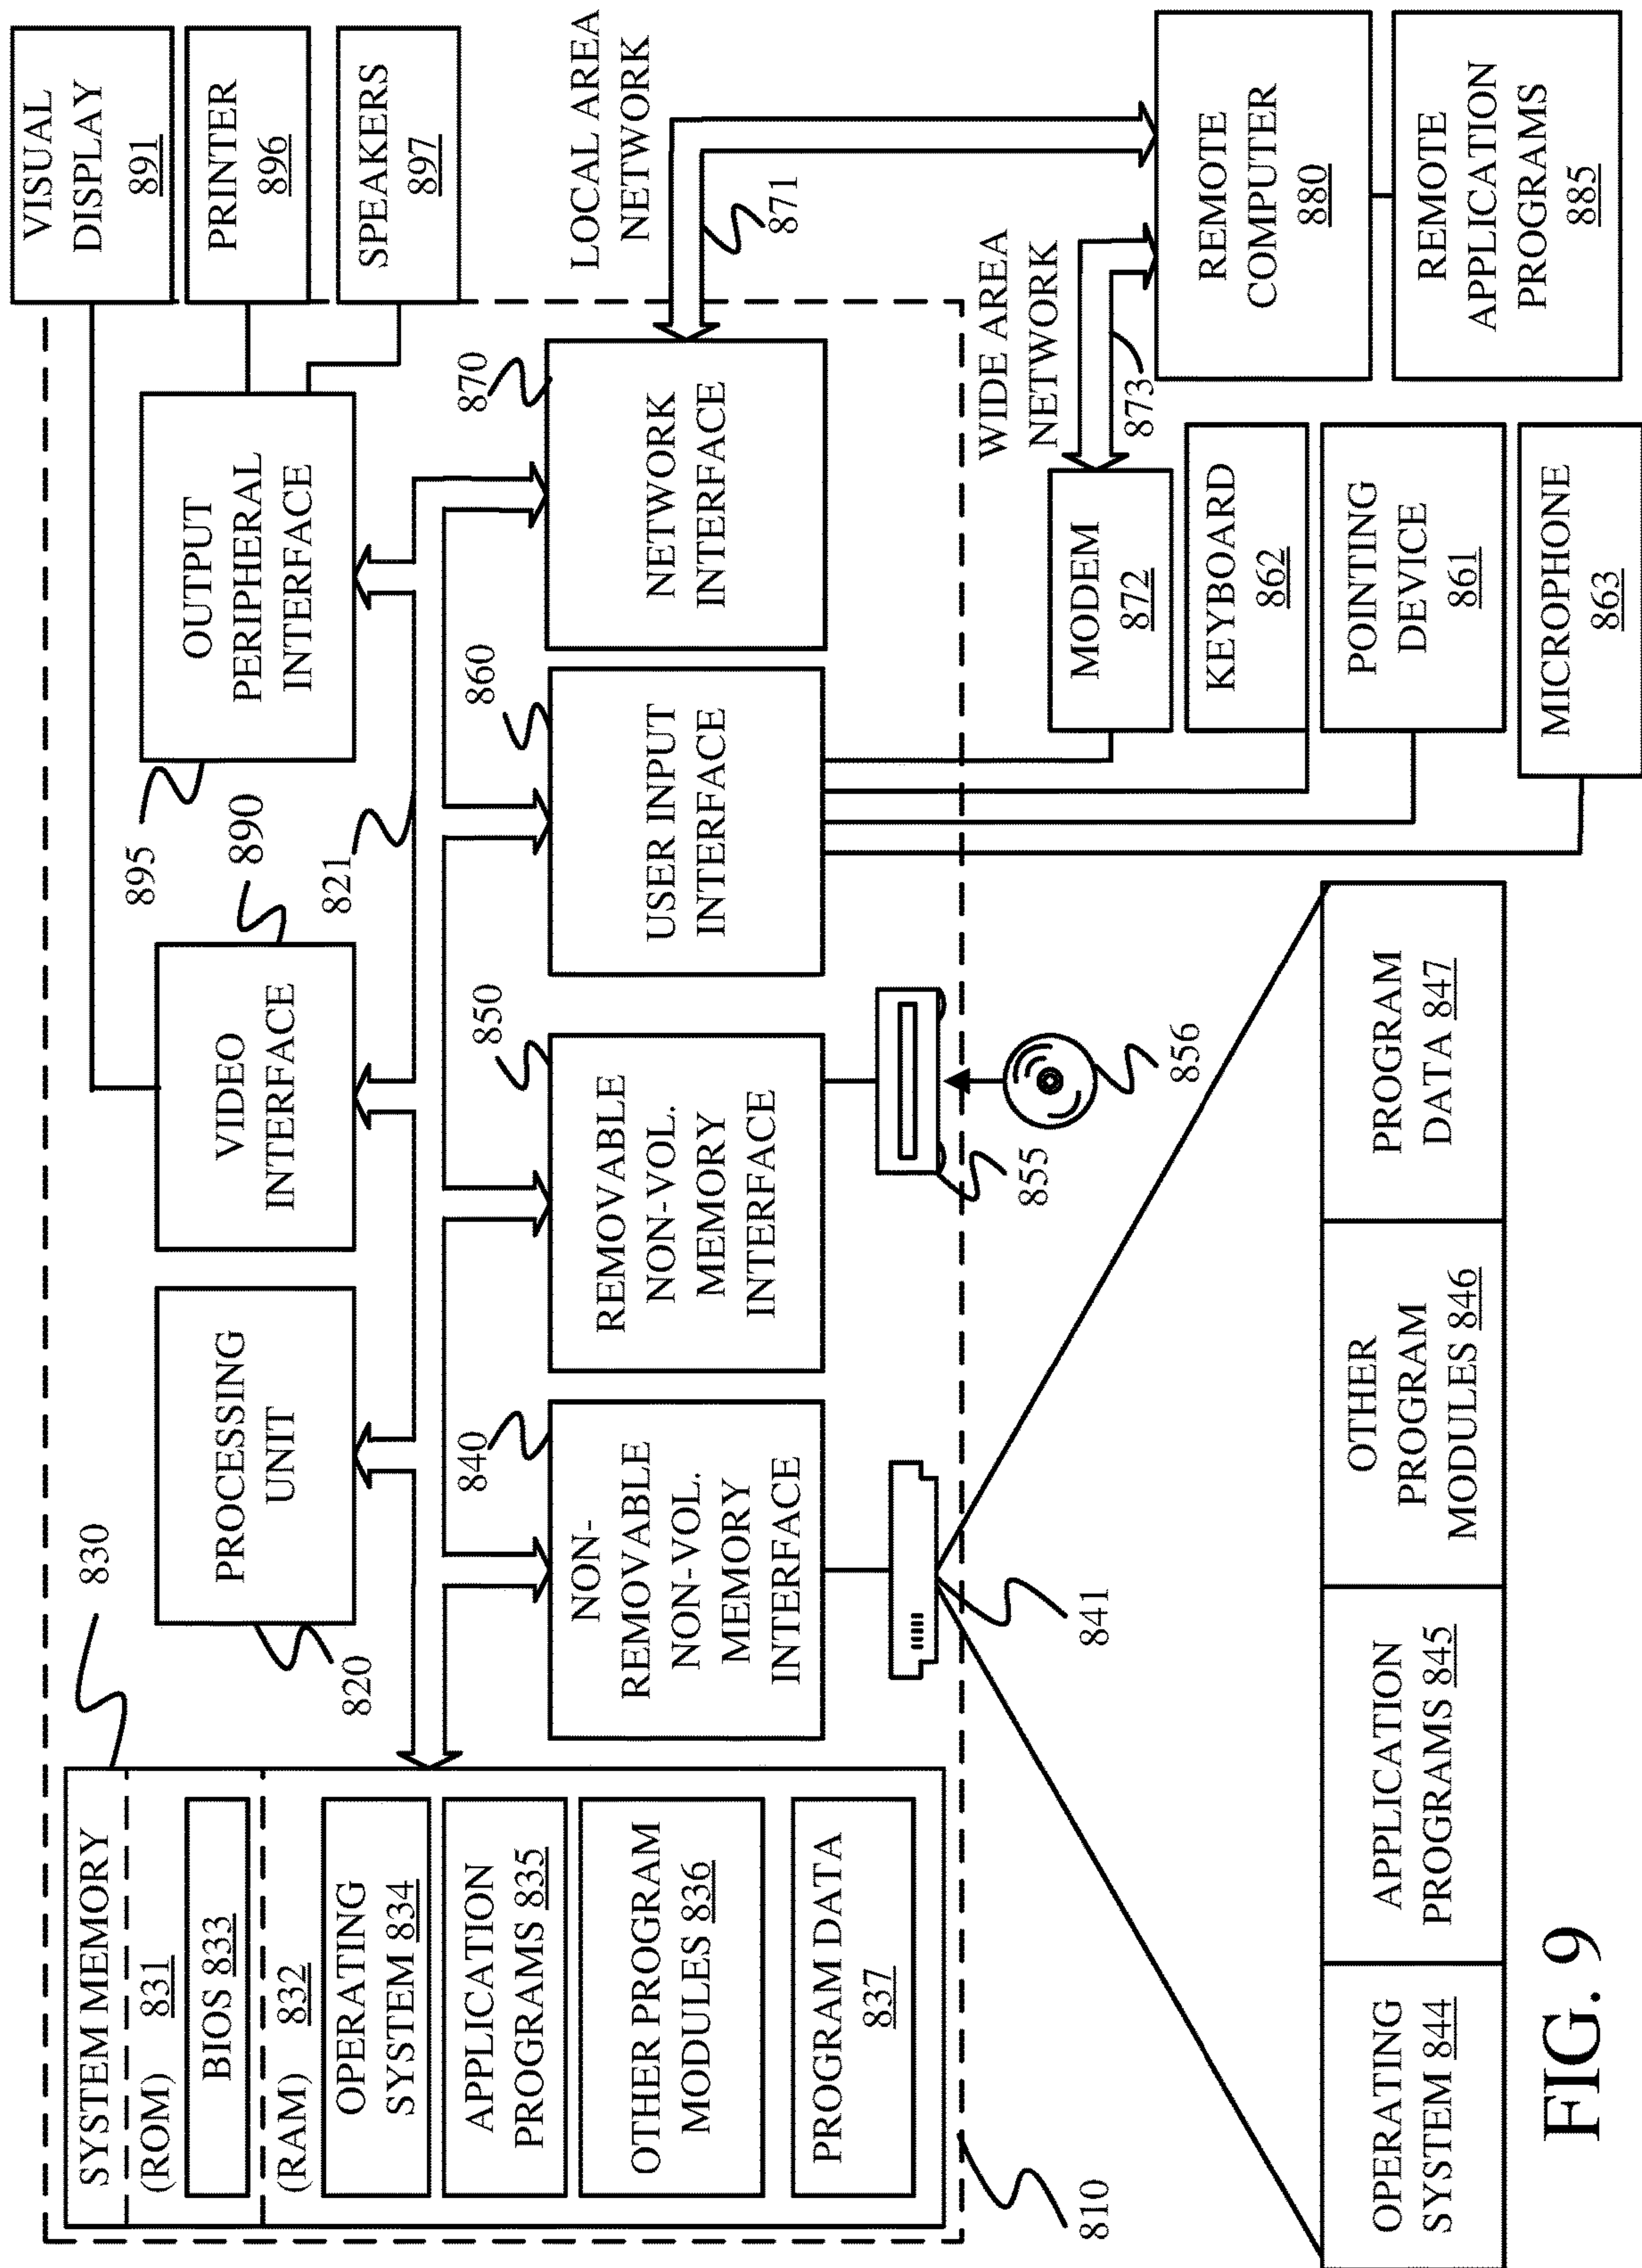 SYSTEM MEMORY
(ROM) 831
BIOS 833
(RAM) 832
OPERATING
SYSTEM 834
APPLICATION
PROGRAMS 835
OTHER PROGRAM
MODULES 836
PROGRAM DATA
837
830
810
PROCESSING
UNIT
820
VIDEO
INTERFACE
890
OUTPUT
PERIPHERAL
INTERFACE
895
821
VISUAL
DISPLAY
891
PRINTER
896
SPEAKERS
897
NON-
REMOVABLE
NON-VOL.
MEMORY
INTERFACE
840
REMOVABLE
NON-VOL.
MEMORY
INTERFACE
850
USER INPUT
INTERFACE
860
NETWORK
INTERFACE
870
LOCAL AREA
NETWORK
871
841
855
856
WIDE AREA
NETWORK
873
MODEM
872
KEYBOARD
862
POINTING
DEVICE
861
MICROPHONE
863
REMOTE
COMPUTER
880
REMOTE
APPLICATION
PROGRAMS
885
OPERATING
SYSTEM 844
APPLICATION
PROGRAMS 845
OTHER
PROGRAM
MODULES 846
PROGRAM
DATA 847
FIG. 9